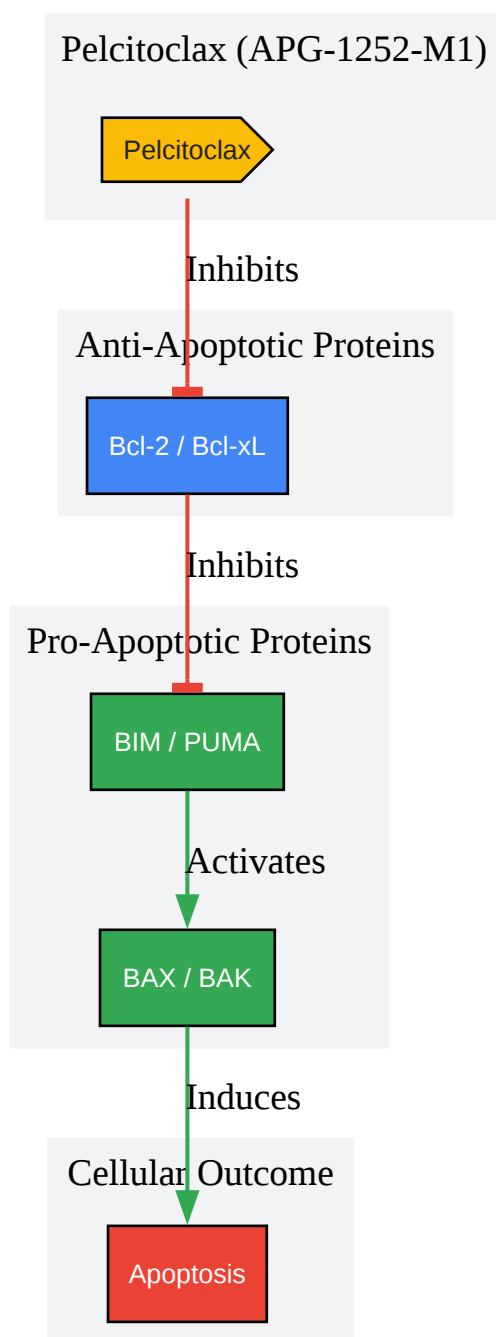 Pelcitoclax (APG-1252-M1)
Pelcitoclax
Inhibits
Anti-Apoptotic Proteins
Bcl-2 / Bcl-xL
Inhibits
Pro-Apoptotic Proteins
BIM / PUMA
Activates
BAX / BAK
Induces
Cellular Outcome
Apoptosis